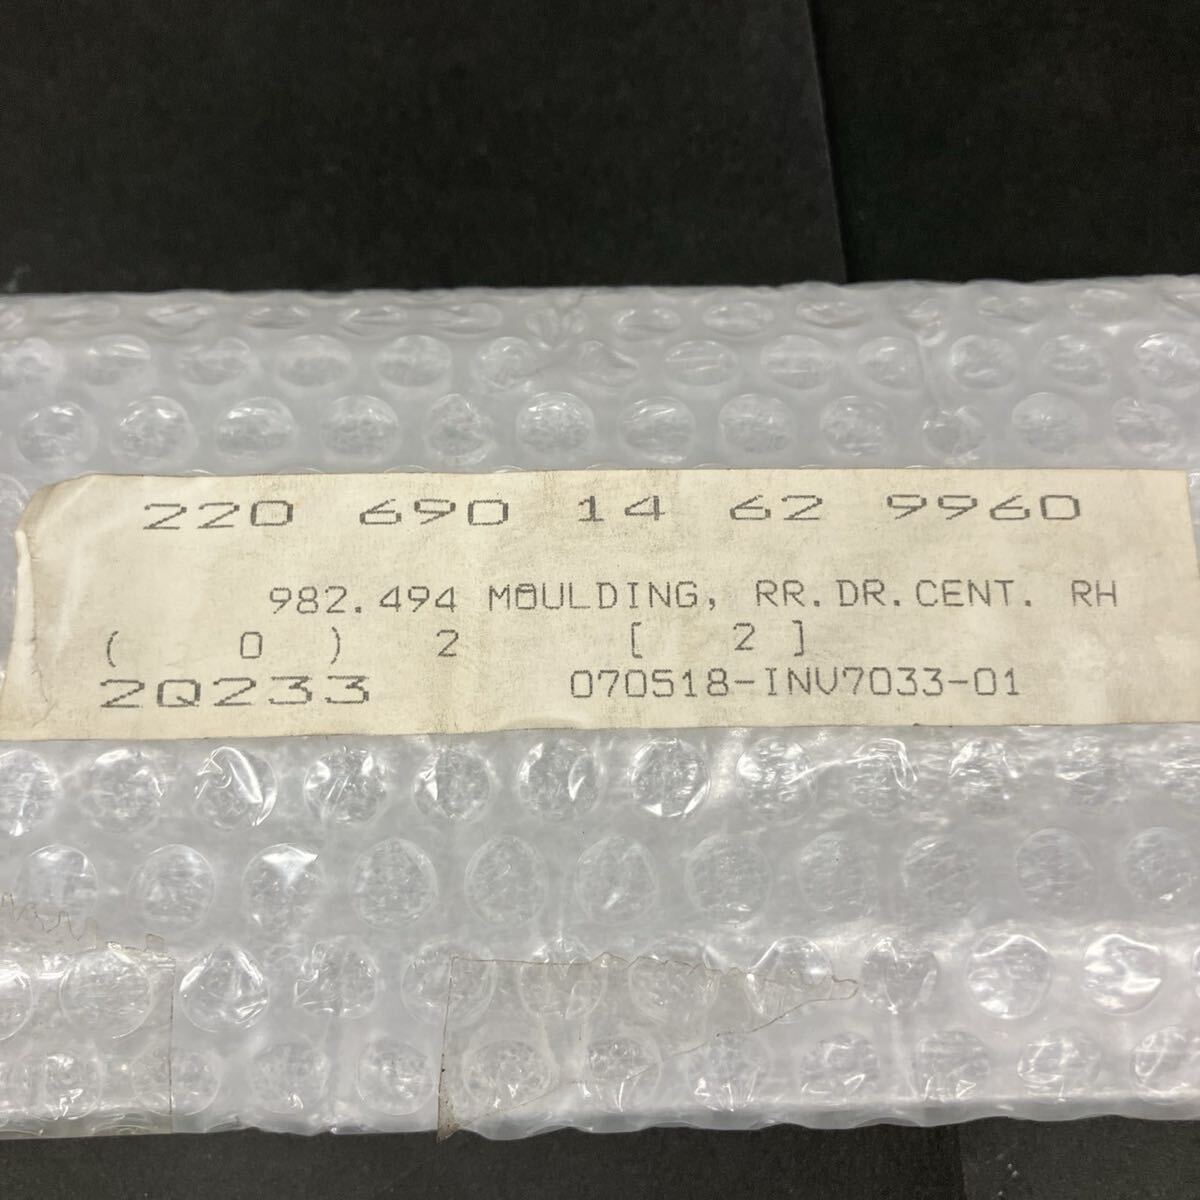 220 690 14 62 9960
982.494 MOULDING, RR.DR.CENT. RH
( 0 ) 2 [ 2 ]
2Q233 070518-INV7033-01